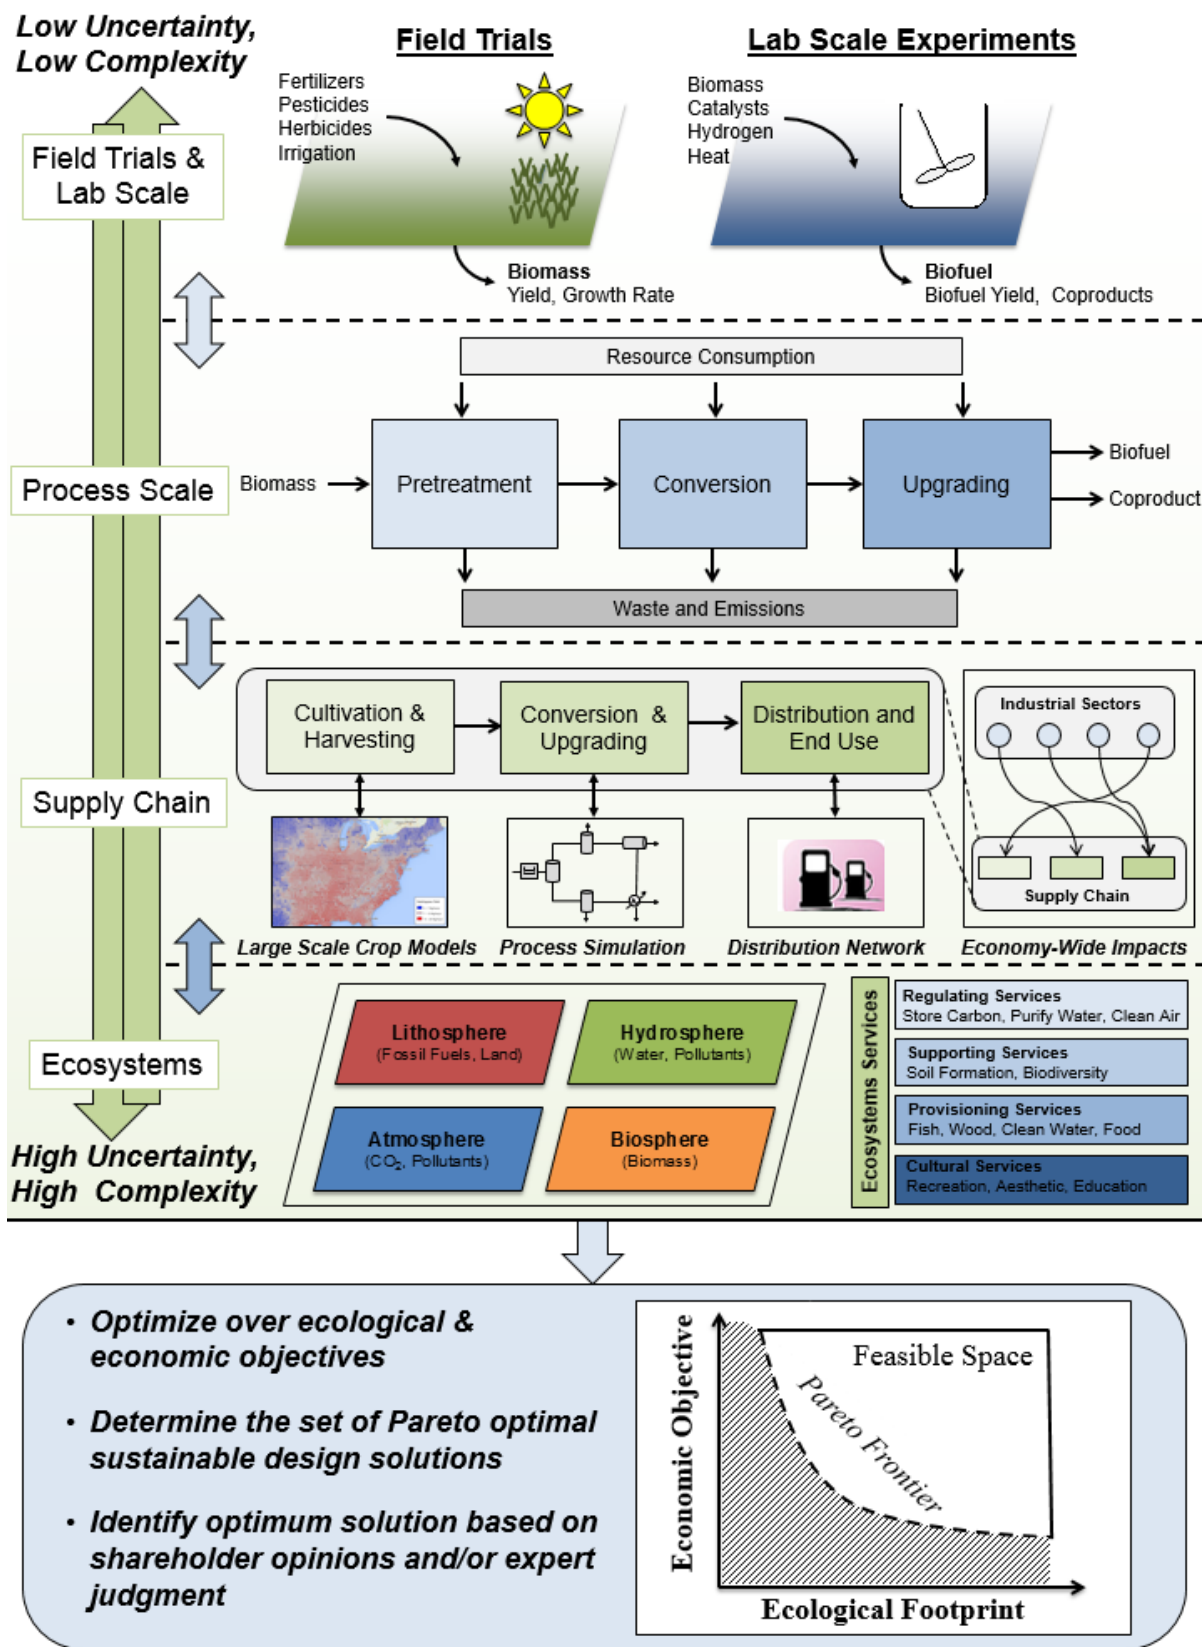 Low Uncertainty,
Low Complexity
Field Trials
Lab Scale Experiments
Fertilizers
Pesticides
Herbicides
Irrigation
Biomass
Catalysts
Hydrogen
Heat
Field Trials &
Lab Scale
Biomass
Yield, Growth Rate
Biofuel
Biofuel Yield, Coproducts
Resource Consumption
Process Scale
Biomass
Pretreatment
Conversion
Upgrading
Biofuel
Coproduct
Waste and Emissions
Supply Chain
Cultivation &
Harvesting
Conversion &
Upgrading
Distribution and
End Use
Industrial Sectors
Supply Chain
Large Scale Crop Models
Process Simulation
Distribution Network
Economy-Wide Impacts
Ecosystems
Lithosphere
(Fossil Fuels, Land)
Hydrosphere
(Water, Pollutants)
Atmosphere
(CO₂, Pollutants)
Biosphere
(Biomass)
Ecosystems Services
Regulating Services
Store Carbon, Purify Water, Clean Air
Supporting Services
Soil Formation, Biodiversity
Provisioning Services
Fish, Wood, Clean Water, Food
Cultural Services
Recreation, Aesthetic, Education
High Uncertainty,
High Complexity
• Optimize over ecological &
economic objectives
• Determine the set of Pareto optimal
sustainable design solutions
• Identify optimum solution based on
shareholder opinions and/or expert
judgment
Economic Objective
Feasible Space
Pareto Frontier
Ecological Footprint